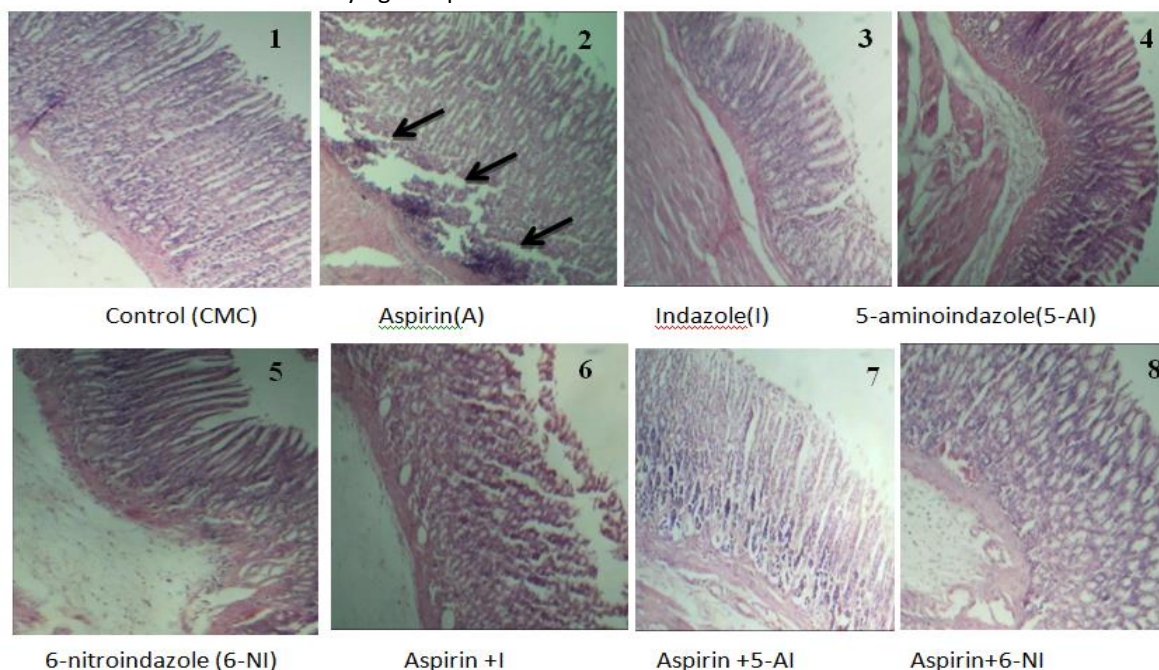 1 2 3 4
Control (CMC) Aspirin(A) Indazole(I) 5-aminoindazole(5-AI)
5 6 7 8
6-nitroindazole (6-NI) Aspirin +I Aspirin +5-AI Aspirin+6-NI